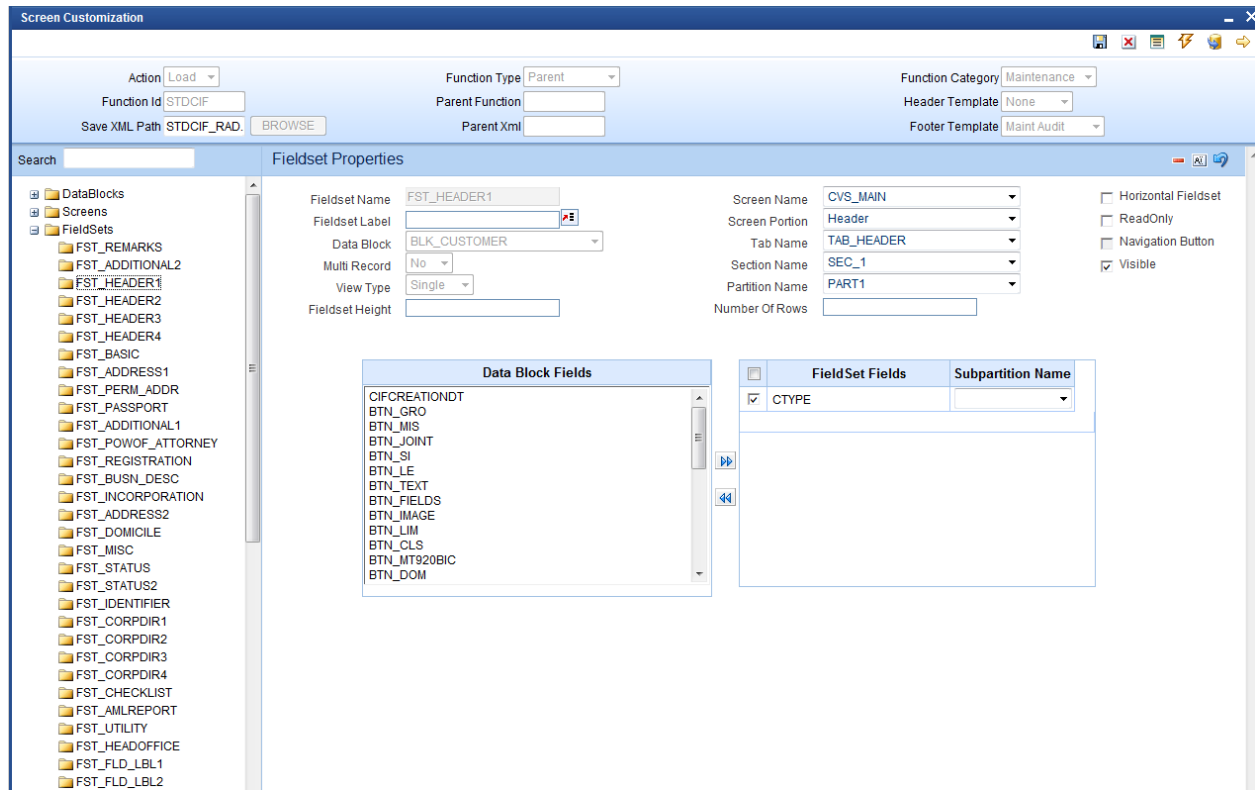 Screen Customization
Action Load Function Type Parent Function Category Maintenance
Function Id STDCIF Parent Function Header Template None
Save XML Path STDCIF_RAD. BROWSE Parent Xml Footer Template Maint Audit
Search Fieldset Properties
DataBlocks
Screens
FieldSets
FST_REMARKS
FST_ADDITIONAL2
FST_HEADER1
FST_HEADER2
FST_HEADER3
FST_HEADER4
FST_BASIC
FST_ADDRESS1
FST_PERM_ADDR
FST_PASSPORT
FST_ADDITIONAL1
FST_POWOF_ATTORNEY
FST_REGISTRATION
FST_BUSN_DESC
FST_INCORPORATION
FST_ADDRESS2
FST_DOMICILE
FST_MISC
FST_STATUS
FST_STATUS2
FST_IDENTIFIER
FST_CORPDIR1
FST_CORPDIR2
FST_CORPDIR3
FST_CORPDIR4
FST_CHECKLIST
FST_AMLREPORT
FST_UTILITY
FST_HEADOFFICE
FST_FLD_LBL1
FST_FLD_LBL2
Fieldset Name FST_HEADER1 Screen Name CVS_MAIN Horizontal Fieldset
Fieldset Label Screen Portion Header ReadOnly
Data Block BLK_CUSTOMER Tab Name TAB_HEADER Navigation Button
Multi Record No Section Name SEC_1 Visible
View Type Single Partition Name PART1
Fieldset Height Number Of Rows
Data Block Fields
CIFCREATIONDT
BTN_GRO
BTN_MIS
BTN_JOINT
BTN_SI
BTN_LE
BTN_TEXT
BTN_FIELDS
BTN_IMAGE
BTN_LIM
BTN_CLS
BTN_MT920BIC
BTN_DOM
FieldSet Fields Subpartition Name
CTYPE